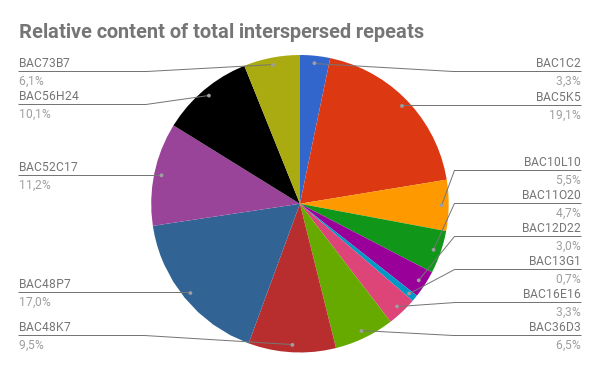 Relative content of total interspersed repeats
BAC73B7
6,1%
BAC56H24
10,1%
BAC52C17
11,2%
BAC48P7
17,0%
BAC48K7
9,5%
BAC1C2
3,3%
BAC5K5
19,1%
BAC10L10
5,5%
BAC11O20
4,7%
BAC12D22
3,0%
BAC13G1
0,7%
BAC16E16
3,3%
BAC36D3
6,5%